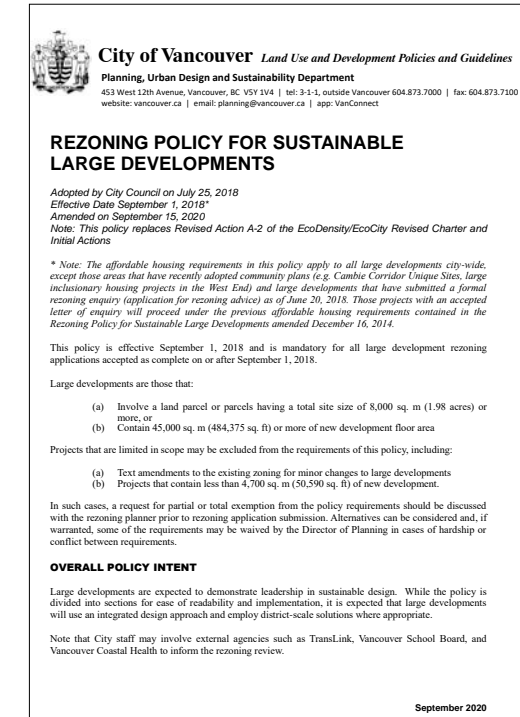 City of Vancouver Land Use and Development Policies and Guidelines
Planning, Urban Design and Sustainability Department
453 West 12th Avenue, Vancouver, BC V5Y 1V4 | tel: 3-1-1, outside Vancouver 604.873.7000 | fax: 604.873.7100
website: vancouver.ca | email: planning@vancouver.ca | app: VanConnect
REZONING POLICY FOR SUSTAINABLE
LARGE DEVELOPMENTS
Adopted by City Council on July 25, 2018
Effective Date September 1, 2018*
Amended on September 15, 2020
Note: This policy replaces Revised Action A-2 of the EcoDensity/EcoCity Revised Charter and
Initial Actions
* Note: The affordable housing requirements in this policy apply to all large developments city-wide,
except those areas that have recently adopted community plans (e.g. Cambie Corridor Unique Sites, large
inclusionary housing projects in the West End) and large developments that have submitted a formal
rezoning enquiry (application for rezoning advice) as of June 20, 2018. Those projects with an accepted
letter of enquiry will proceed under the previous affordable housing requirements contained in the
Rezoning Policy for Sustainable Large Developments amended December 16, 2014.
This policy is effective September 1, 2018 and is mandatory for all large development rezoning
applications accepted as complete on or after September 1, 2018.
Large developments are those that:
(a) Involve a land parcel or parcels having a total site size of 8,000 sq. m (1.98 acres) or
more, or
(b) Contain 45,000 sq. m (484,375 sq. ft) or more of new development floor area
Projects that are limited in scope may be excluded from the requirements of this policy, including:
(a) Text amendments to the existing zoning for minor changes to large developments
(b) Projects that contain less than 4,700 sq. m (50,590 sq. ft) of new development.
In such cases, a request for partial or total exemption from the policy requirements should be discussed
with the rezoning planner prior to rezoning application submission. Alternatives can be considered and, if
warranted, some of the requirements may be waived by the Director of Planning in cases of hardship or
conflict between requirements.
OVERALL POLICY INTENT
Large developments are expected to demonstrate leadership in sustainable design. While the policy is
divided into sections for ease of readability and implementation, it is expected that large developments
will use an integrated design approach and employ district-scale solutions where appropriate.
Note that City staff may involve external agencies such as TransLink, Vancouver School Board, and
Vancouver Coastal Health to inform the rezoning review.
September 2020